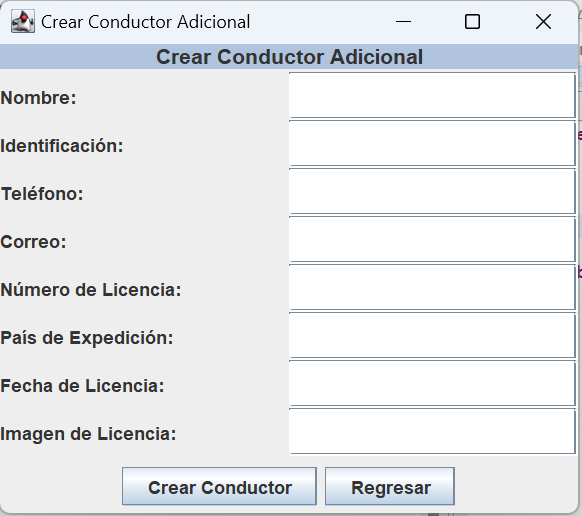 Crear Conductor Adicional
Crear Conductor Adicional
Nombre:
Identificación:
Teléfono:
Correo:
Número de Licencia:
País de Expedición:
Fecha de Licencia:
Imagen de Licencia:
Crear Conductor
Regresar